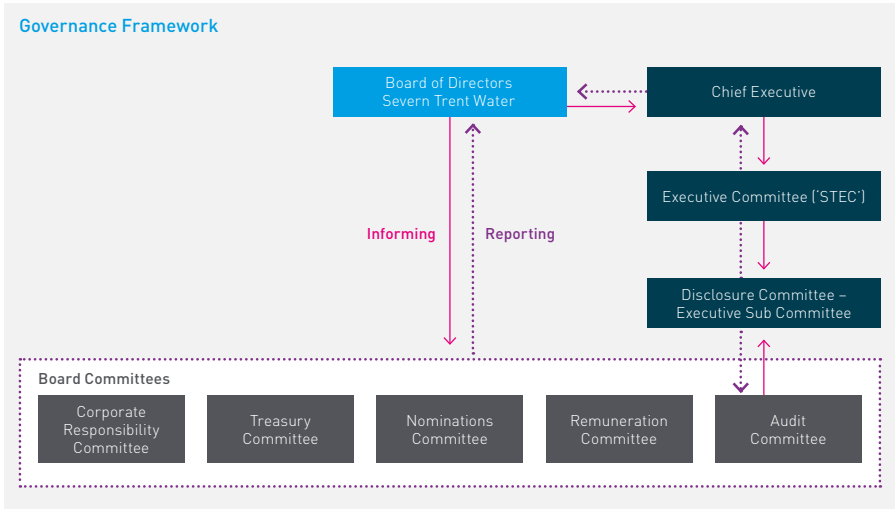 Governance Framework
Board of Directors
Severn Trent Water
Chief Executive
Executive Committee (‘STEC’)
Informing
Reporting
Disclosure Committee –
Executive Sub Committee
Board Committees
Corporate
Responsibility
Committee
Treasury
Committee
Nominations
Committee
Remuneration
Committee
Audit
Committee